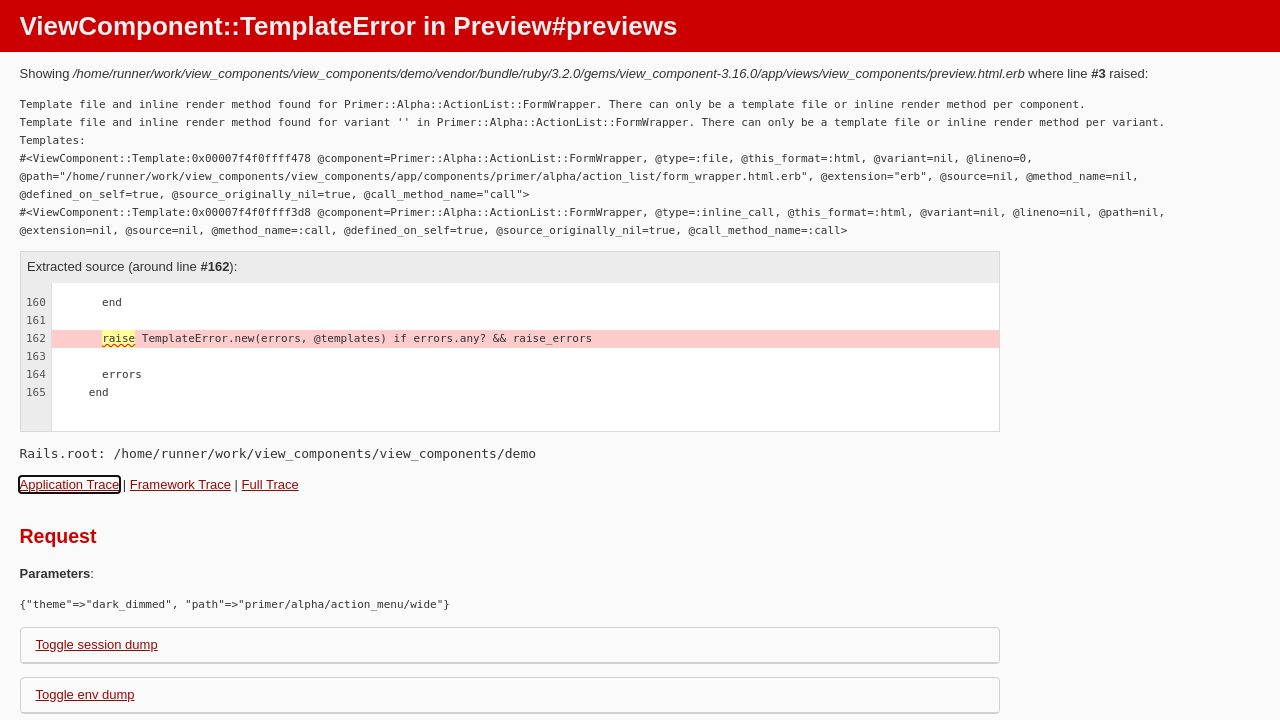 ViewComponent::TemplateError in Preview#previews
Showing /home/runner/work/view_components/view_components/demo/vendor/bundle/ruby/3.2.0/gems/view_component-3.16.0/app/views/view_components/preview.html.erb where line #3 raised:
Template file and inline render method found for Primer::Alpha::ActionList::FormWrapper. There can only be a template file or inline render method per component.
Template file and inline render method found for variant '' in Primer::Alpha::ActionList::FormWrapper. There can only be a template file or inline render method per variant.
Templates:
#<ViewComponent::Template:0x00007f4f0ffff478 @component=Primer::Alpha::ActionList::FormWrapper, @type=:file, @this_format=:html, @variant=nil, @lineno=0,
@path="/home/runner/work/view_components/view_components/app/components/primer/alpha/action_list/form_wrapper.html.erb", @extension="erb", @source=nil, @method_name=nil,
@defined_on_self=true, @source_originally_nil=true, @call_method_name="call">
#<ViewComponent::Template:0x00007f4f0ffff3d8 @component=Primer::Alpha::ActionList::FormWrapper, @type=:inline_call, @this_format=:html, @variant=nil, @lineno=nil, @path=nil,
@extension=nil, @source=nil, @method_name=:call, @defined_on_self=true, @source_originally_nil=true, @call_method_name=:call>
Extracted source (around line #162):
160 end
161
162 raise TemplateError.new(errors, @templates) if errors.any? && raise_errors
163
164 errors
165 end
Rails.root: /home/runner/work/view_components/view_components/demo
Application Trace | Framework Trace | Full Trace
Request
Parameters:
{"theme"=>"dark_dimmed", "path"=>"primer/alpha/action_menu/wide"}
Toggle session dump
Toggle env dump